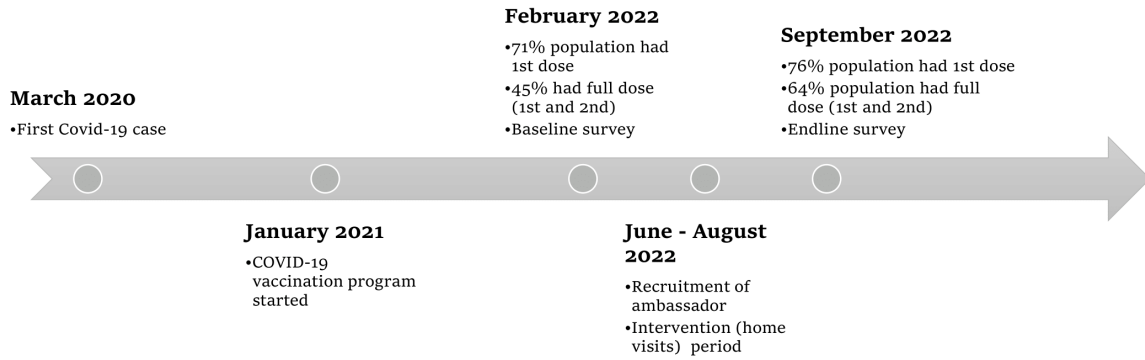 March 2020
•First Covid-19 case
January 2021
•COVID-19
vaccination program
started
February 2022
•71% population had
1st dose
•45% had full dose
(1st and 2nd)
•Baseline survey
June - August
2022
•Recruitment of
ambassador
•Intervention (home
visits) period
September 2022
•76% population had 1st dose
•64% population had full
dose (1st and 2nd)
•Endline survey